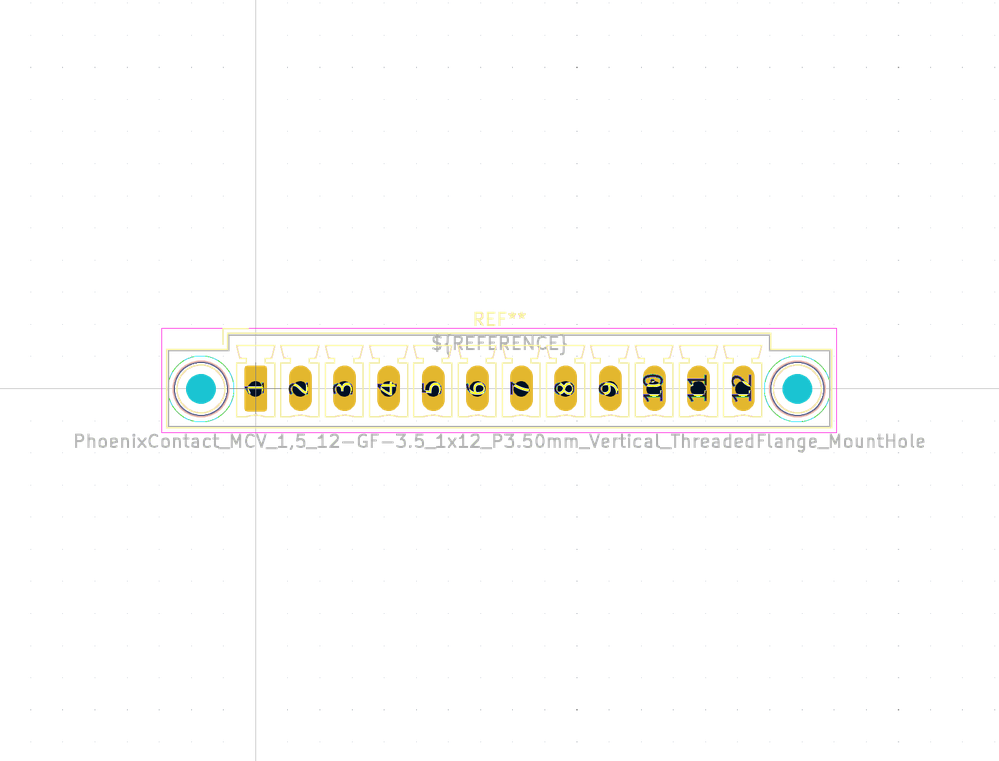 REF**
${REFERENCE}
1 2 3 4 5 6 7 8 9 10 11 12
PhoenixContact_MCV_1,5_12-GF-3.5_1x12_P3.50mm_Vertical_ThreadedFlange_MountHole